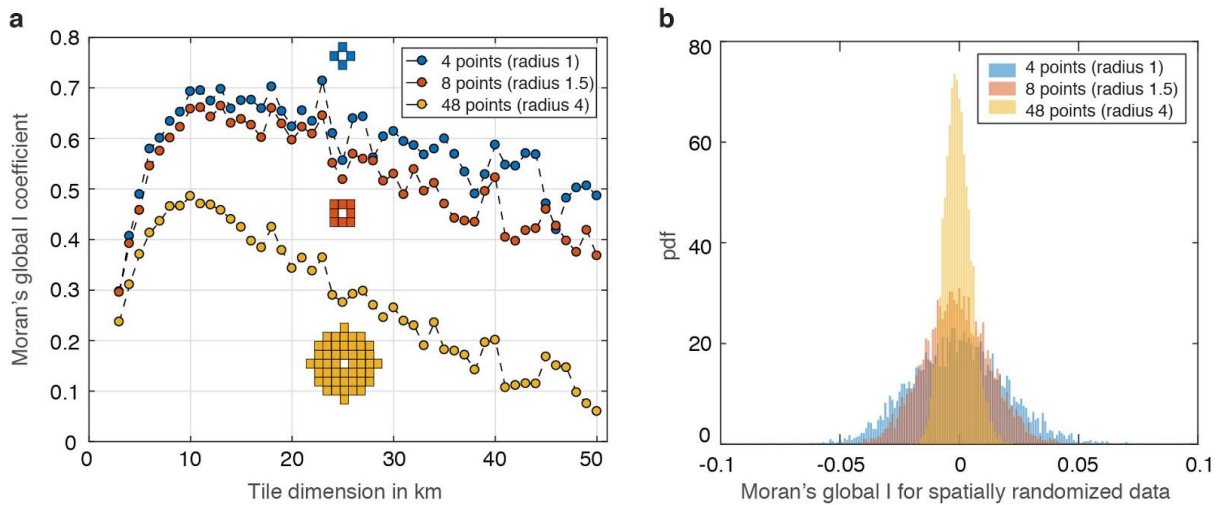 a
0.8
0.7
0.6
0.5
0.4
0.3
0.2
0.1
0
Moran's global I coefficient
4 points (radius 1)
8 points (radius 1.5)
48 points (radius 4)
0 10 20 30 40 50
Tile dimension in km
b
80
60
40
20
0
pdf
4 points (radius 1)
8 points (radius 1.5)
48 points (radius 4)
-0.1 -0.05 0 0.05 0.1
Moran's global I for spatially randomized data